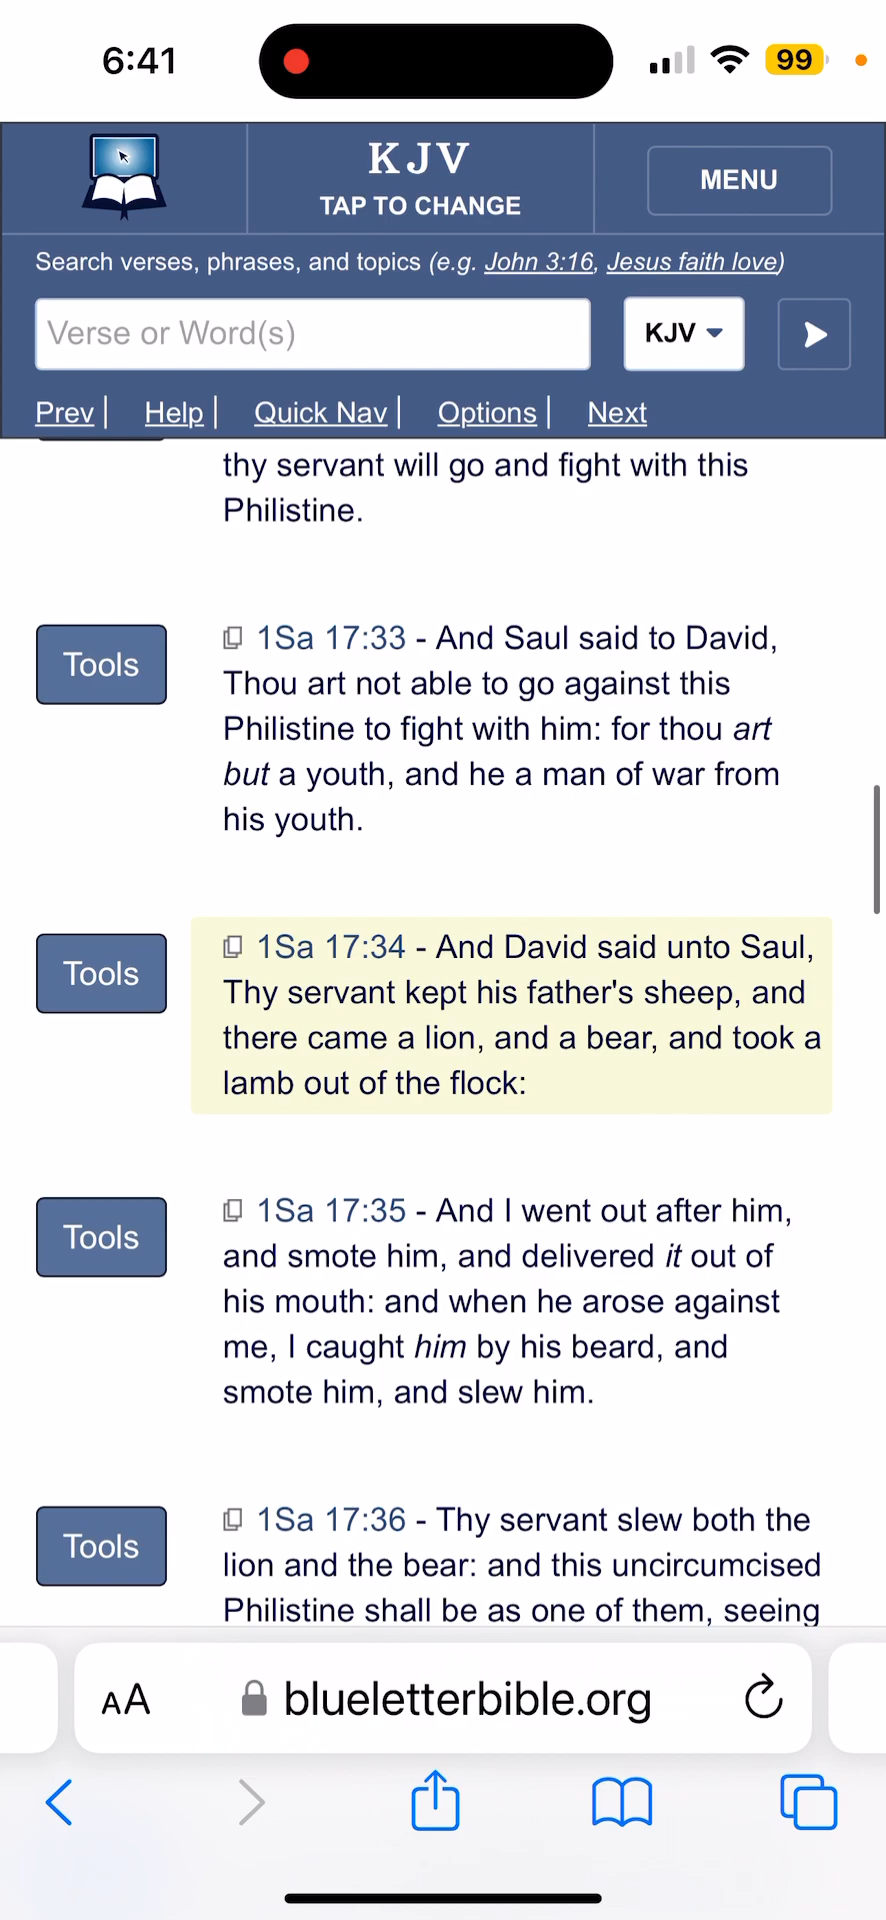 6:41
99
KJV
TAP TO CHANGE
MENU
Search verses, phrases, and topics (e.g. John 3:16, Jesus faith love)
Verse or Word(s)
KJV
Prev | Help | Quick Nav | Options | Next
thy servant will go and fight with this
Philistine.
Tools
1Sa 17:33 - And Saul said to David,
Thou art not able to go against this
Philistine to fight with him: for thou art
but a youth, and he a man of war from
his youth.
Tools
1Sa 17:34 - And David said unto Saul,
Thy servant kept his father's sheep, and
there came a lion, and a bear, and took a
lamb out of the flock:
Tools
1Sa 17:35 - And I went out after him,
and smote him, and delivered it out of
his mouth: and when he arose against
me, I caught him by his beard, and
smote him, and slew him.
Tools
1Sa 17:36 - Thy servant slew both the
lion and the bear: and this uncircumcised
Philistine shall be as one of them, seeing
AA
blueletterbible.org